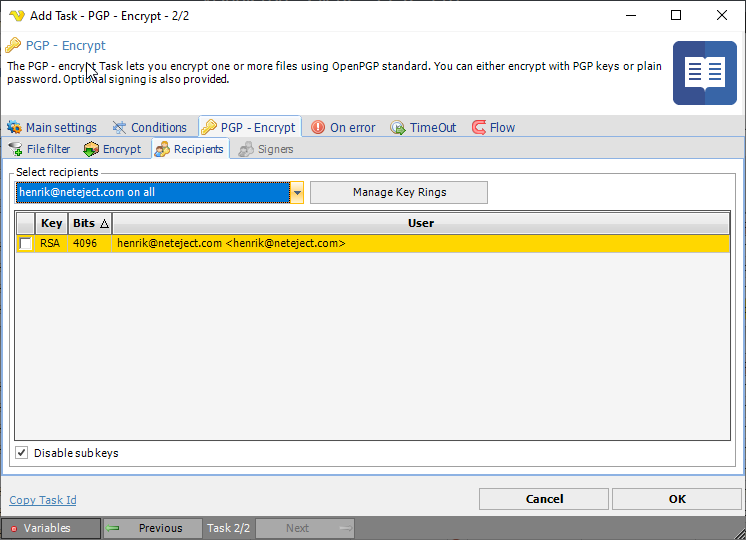 Add Task - PGP - Encrypt - 2/2
PGP - Encrypt
The PGP - encrypt Task lets you encrypt one or more files using OpenPGP standard. You can either encrypt with PGP keys or plain
password. Optional signing is also provided.
Main settings Conditions PGP - Encrypt On error TimeOut Flow
File filter Encrypt Recipients Signers
Select recipients
henrik@neteject.com on all Manage Key Rings
Key Bits User
RSA 4096 henrik@neteject.com <henrik@neteject.com>
Disable subkeys
Copy Task Id Cancel OK
Variables Previous Task 2/2 Next